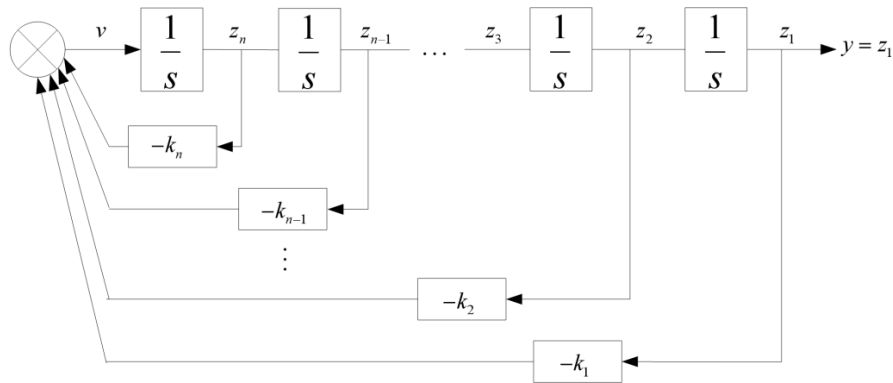 v 1/s z_n 1/s z_{n-1} ... z_3 1/s z_2 1/s z_1 y = z_1
-k_n
-k_{n-1}
⋮
-k_2
-k_1